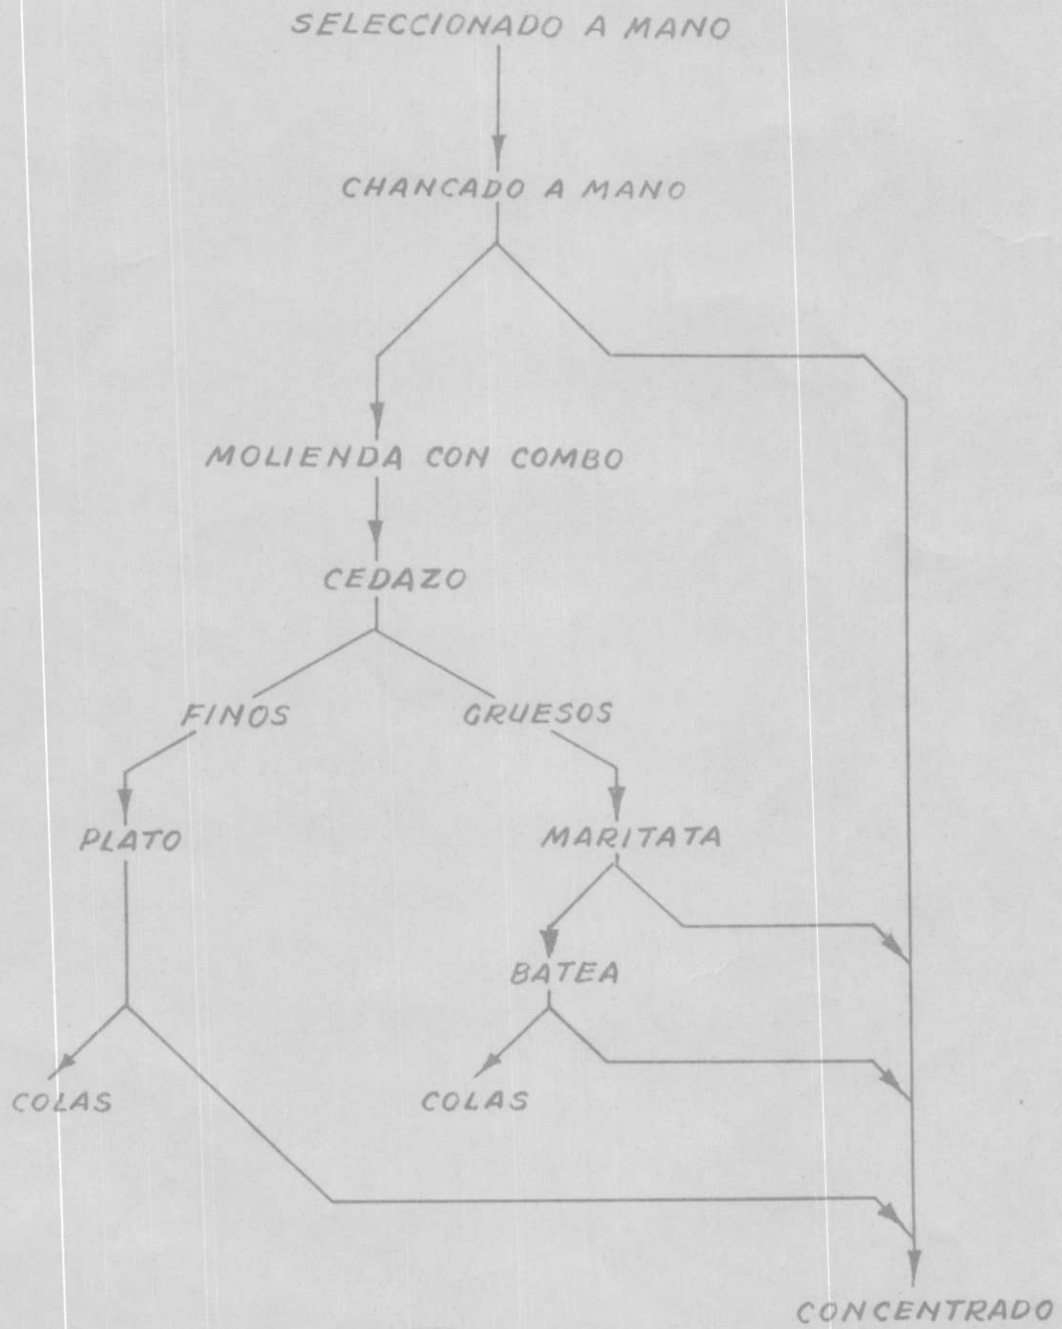 SELECCIONADO A MANO
CHANCADO A MANO
MOLIENDA CON COMBO
CEDAZO
FINOS
GRUESOS
PLATO
MARITATA
BATEA
COLAS
COLAS
CONCENTRADO